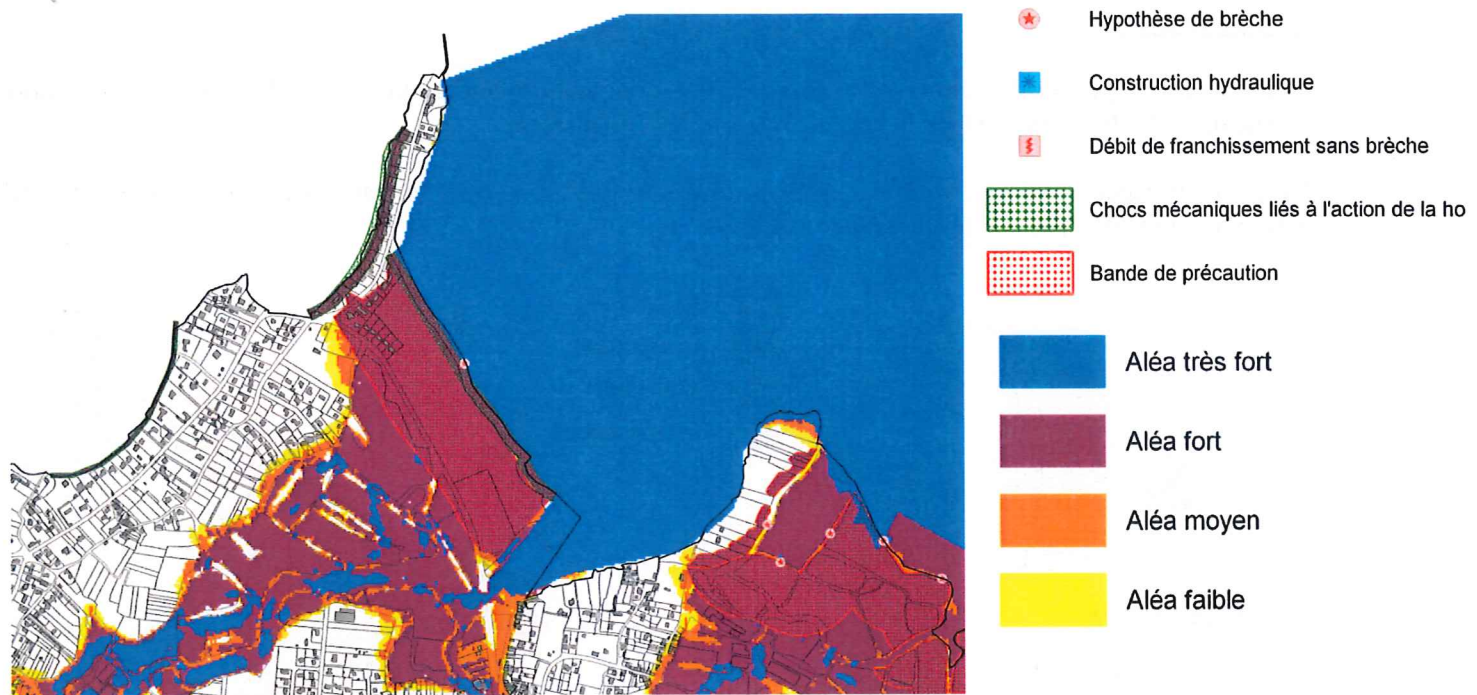 Hypothèse de brèche
Construction hydraulique
Débit de franchissement sans brèche
Chocs mécaniques liés à l'action de la ho
Bande de précaution
Aléa très fort
Aléa fort
Aléa moyen
Aléa faible